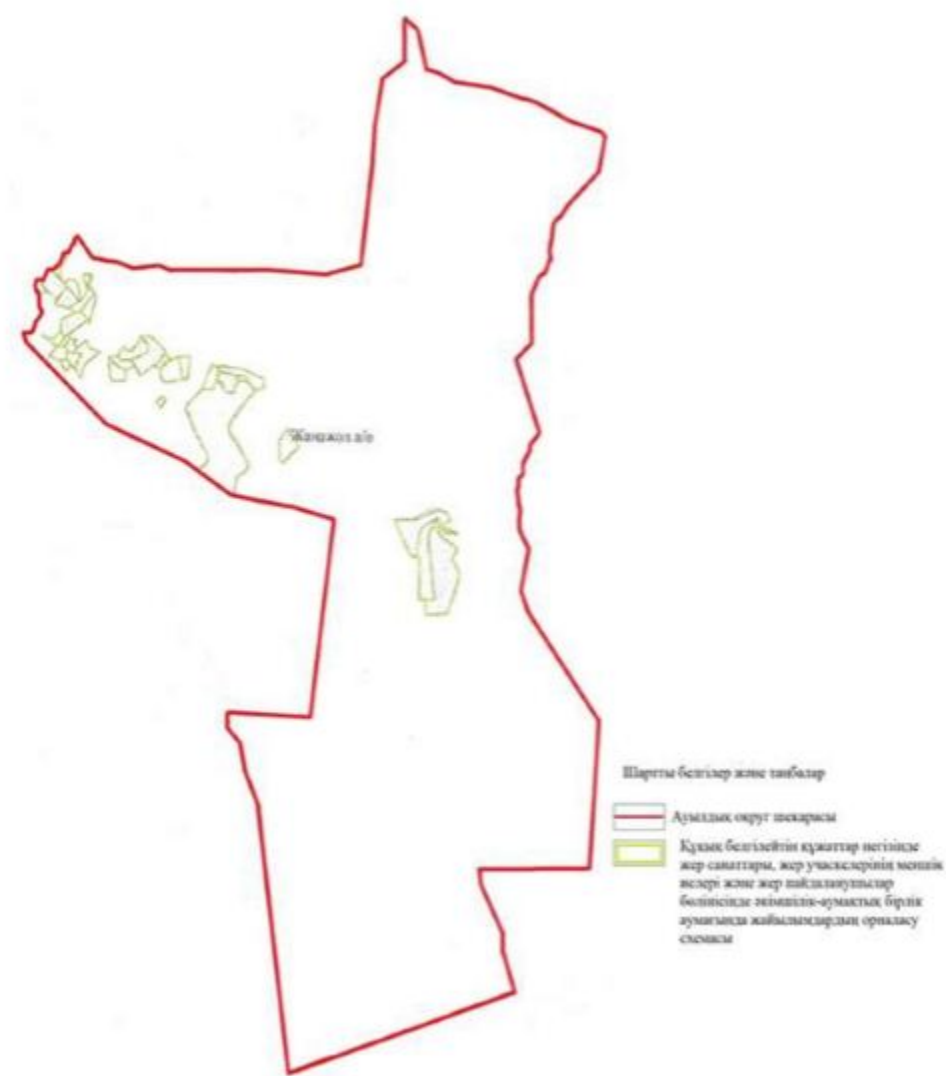 Жаңажол а/о
Шартты белгілер және таңбалар
Ауылдық округ шекарасы
Құқық белгілейтін құжаттар негізінде
жер санаттары, жер учаскелерінің меншік
иелері және жер пайдаланушылар
бөлінісінде әкімшілік-аумақтық бірлік
аумағында жайылымдардың орналасу
схемасы